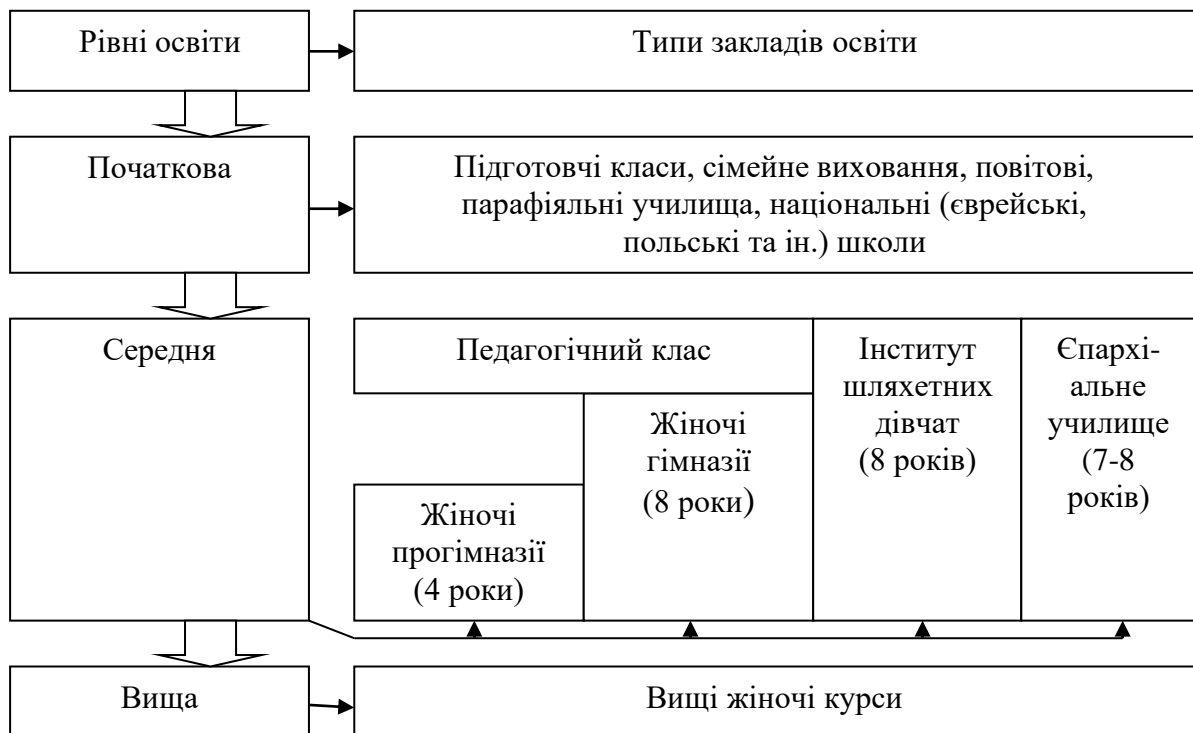 Рівні освіти
Типи закладів освіти
Початкова
Підготовчі класи, сімейне виховання, повітові,
парафіяльні училища, національні (єврейські,
польські та ін.) школи
Середня
Педагогічний клас
Жіночі
прогімназії
(4 роки)
Жіночі
гімназії
(8 роки)
Інститут
шляхетних
дівчат
(8 років)
Єпархі-
альне
училище
(7-8
років)
Вища
Вищі жіночі курси